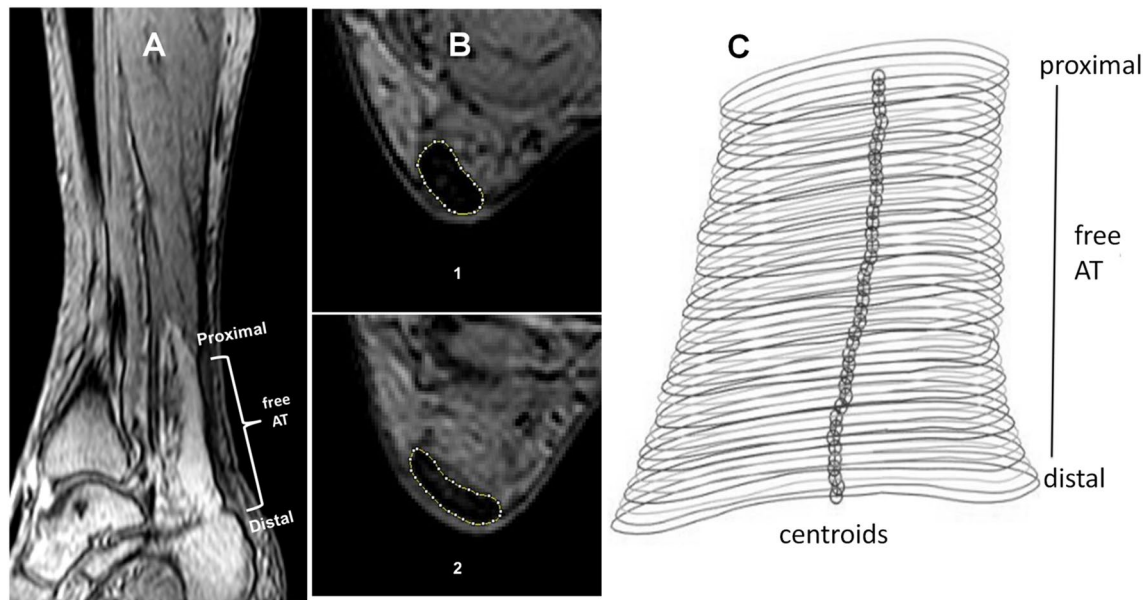 A
Proximal
free
AT
Distal
B
1
2
C
proximal
free
AT
distal
centroids